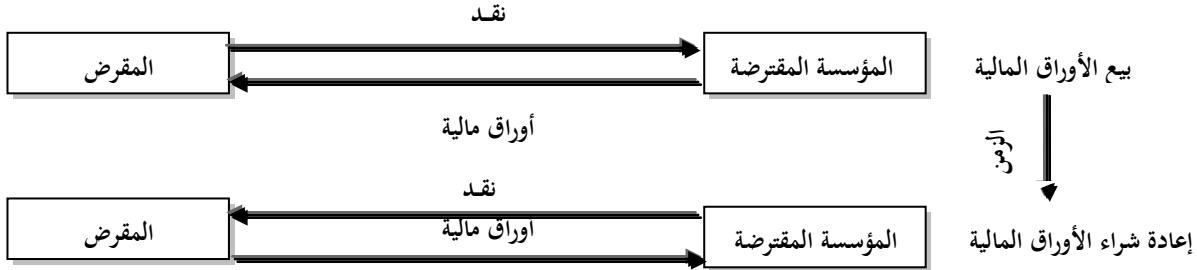 نقـد
بيع الأوراق المالية
المؤسسة المقترضة
المقرض
أوراق مالية
الزمن
نقـد
إعادة شراء الأوراق المالية
المؤسسة المقترضة
أوراق مالية
المقرض